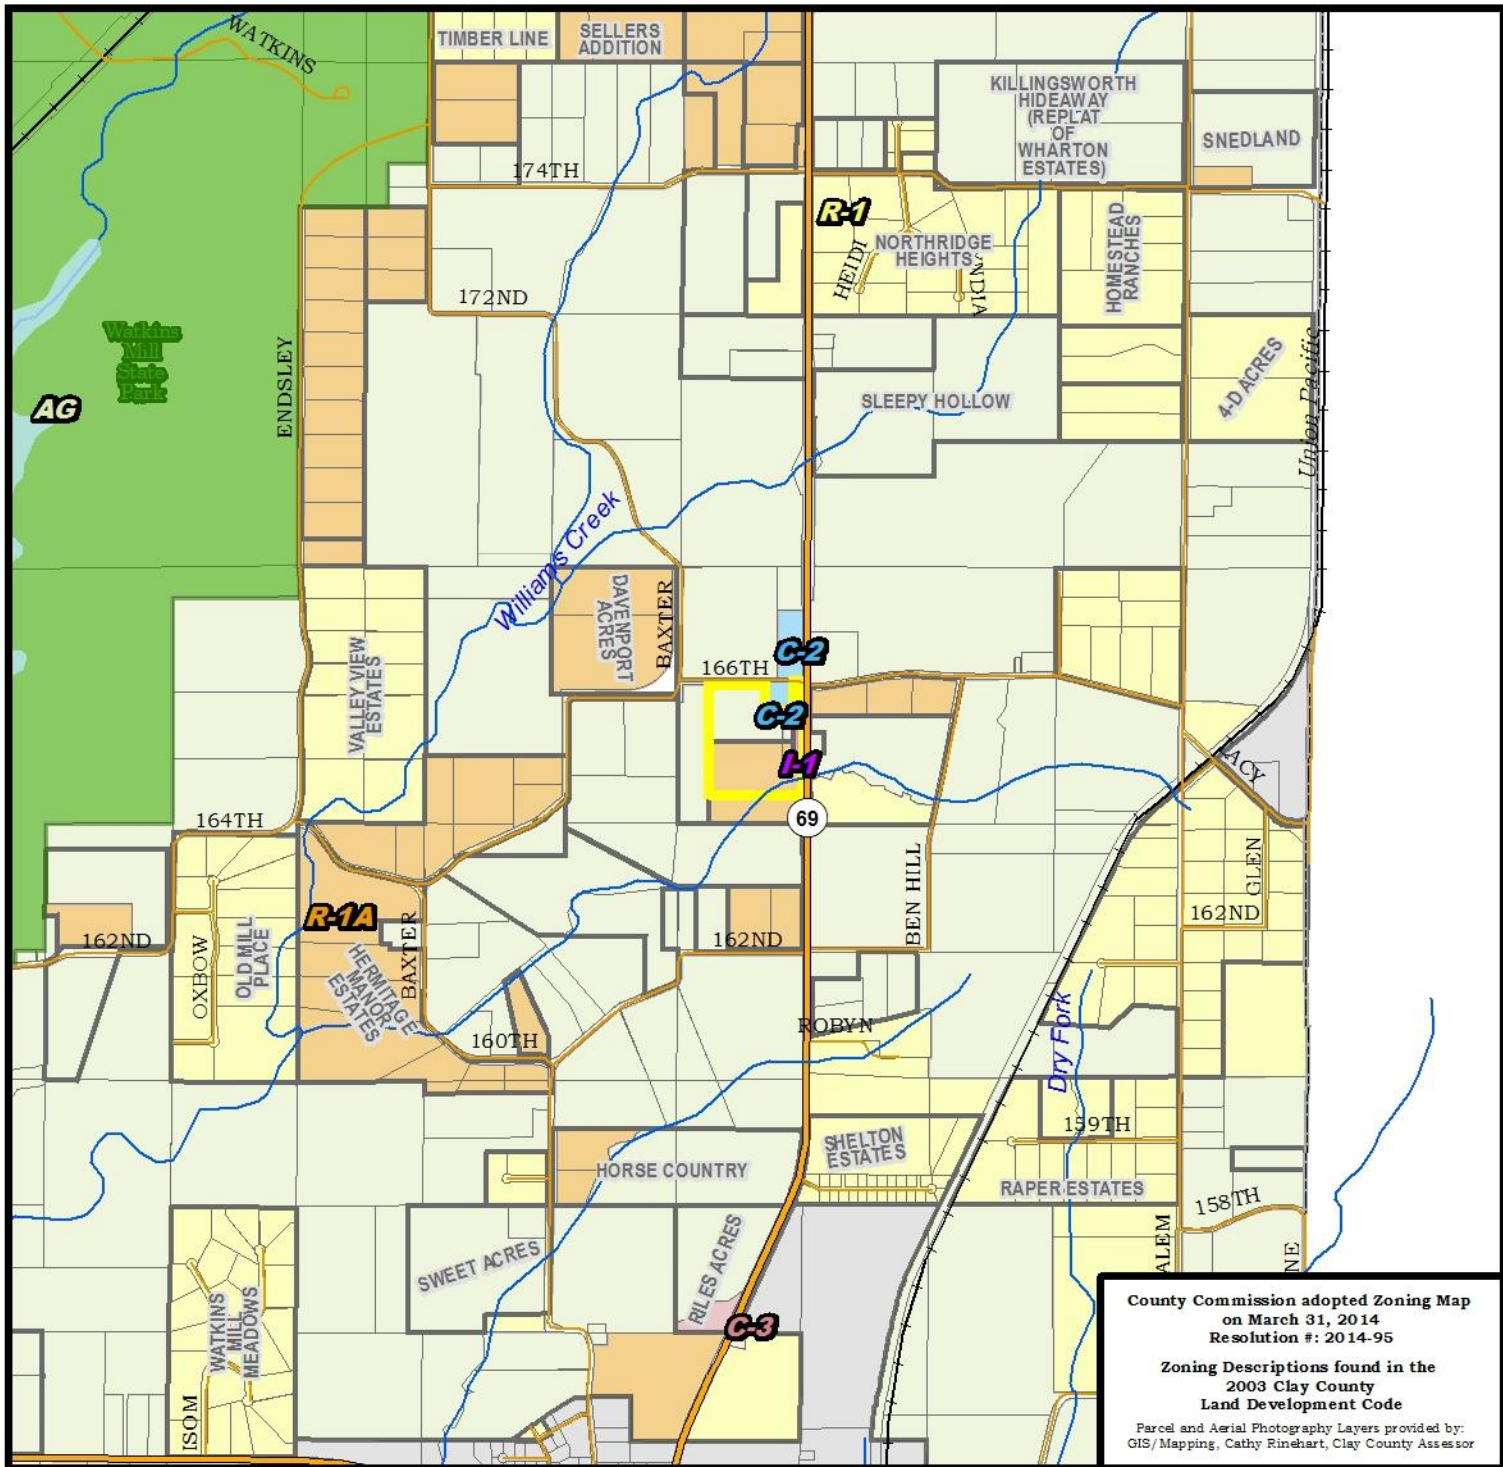 WATKINS
TIMBER LINE
SELLERS
ADDITION
KILLINGSWORTH
HIDEAWAY
(REPLAT
OF
WHARTON
ESTATES)
SNEDLAND
174TH
R-1
HEIDI
NORTHRIDGE
HEIGHTS
NDIA
HOMESTEAD
RANCHES
172ND
Watkins
Mill
State
Park
ENDSLEY
AG
4-D ACRES
Union Pacific
SLEEPY HOLLOW
Williams Creek
DAVENPORT
ACRES
BAXTER
C-2
166TH
VALLEY VIEW
ESTATES
C-2
I-1
ACY
69
164TH
GLEN
BEN HILL
R-1A
162ND
162ND
162ND
OXBOW
OLD MILL
PLACE
BAXTER
HERMITAGE
MANOR
ESTATES
160TH
ROBYN
Dry Fork
159TH
SHELTON
ESTATES
HORSE COUNTRY
RAPER ESTATES
158TH
ALEM
NE
SWEET ACRES
RILES ACRES
C-3
WATKINS
MILL
MEADOWS
ISOM
County Commission adopted Zoning Map
on March 31, 2014
Resolution #: 2014-95
Zoning Descriptions found in the
2003 Clay County
Land Development Code
Parcel and Aerial Photography Layers provided by:
GIS/Mapping, Cathy Rinehart, Clay County Assessor